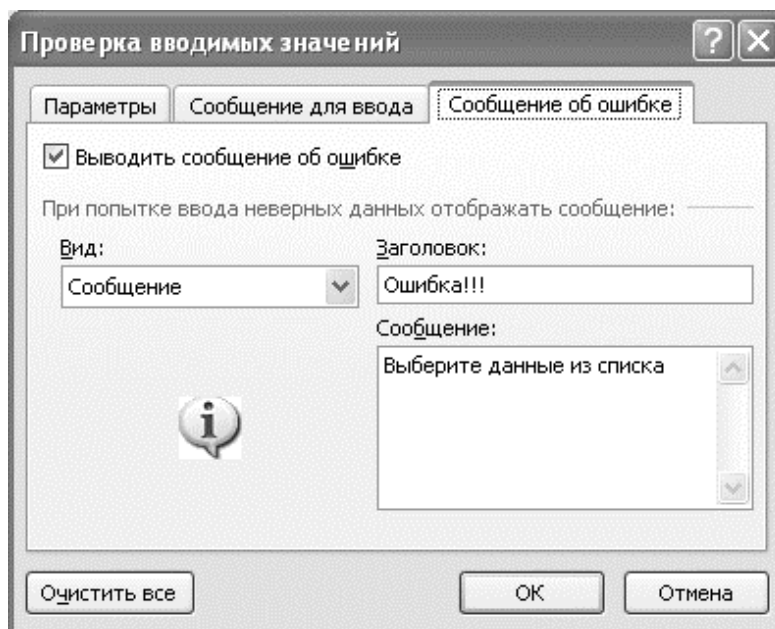 Проверка вводимых значений
Параметры Сообщение для ввода Сообщение об ошибке
Выводить сообщение об ошибке
При попытке ввода неверных данных отображать сообщение:
Вид: Заголовок:
Сообщение Ошибка!!!
Сообщение:
Выберите данные из списка
Очистить все ОК Отмена